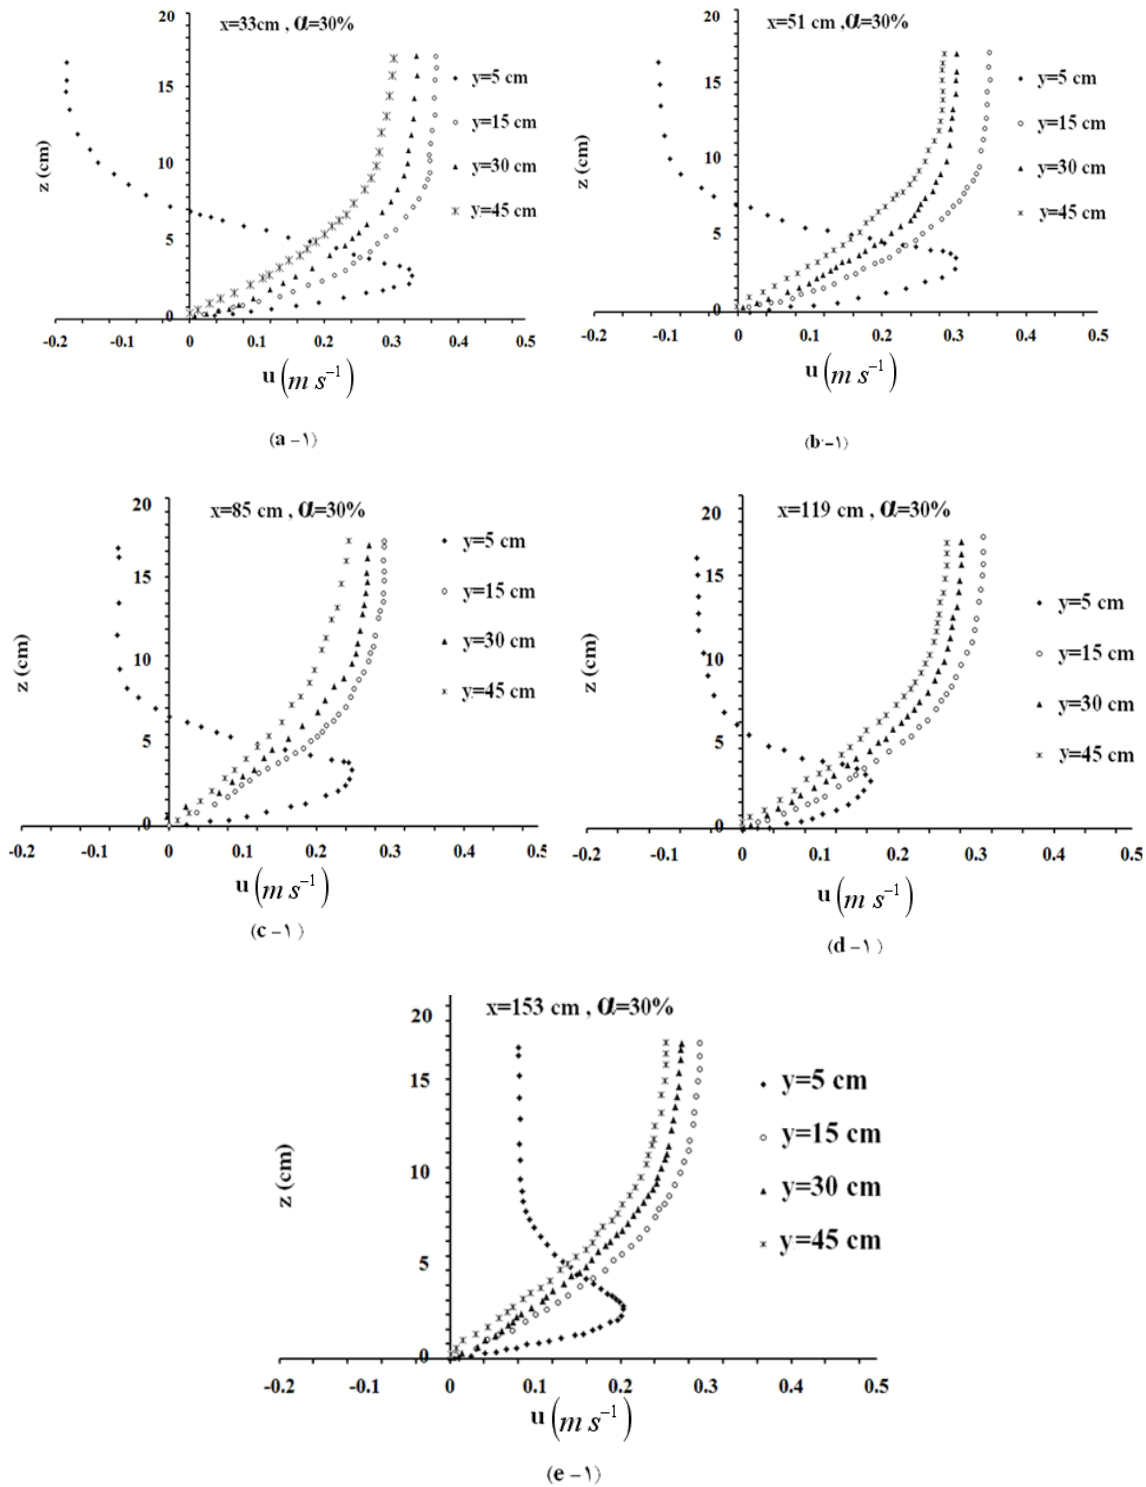 x=33cm , α=30%
20
15
10
5
0
z (cm)
y=5 cm
y=15 cm
y=30 cm
y=45 cm
-0.2 -0.1 0 0.1 0.2 0.3 0.4 0.5
u (m s⁻¹)
(a -۱)
x=51 cm ,α=30%
20
15
10
5
0
z (cm)
y=5 cm
y=15 cm
y=30 cm
y=45 cm
-0.2 -0.1 0 0.1 0.2 0.3 0.4 0.5
u (m s⁻¹)
(b -۱)
x=85 cm , α=30%
20
15
10
5
0
z (cm)
y=5 cm
y=15 cm
y=30 cm
y=45 cm
-0.2 -0.1 0 0.1 0.2 0.3 0.4 0.5
u (m s⁻¹)
(c -۱)
x=119 cm , α=30%
20
15
10
5
0
z (cm)
y=5 cm
y=15 cm
y=30 cm
y=45 cm
-0.2 -0.1 0 0.1 0.2 0.3 0.4 0.5
u (m s⁻¹)
(d -۱)
x=153 cm , α=30%
20
15
10
5
0
z (cm)
y=5 cm
y=15 cm
y=30 cm
y=45 cm
-0.2 -0.1 0 0.1 0.2 0.3 0.4 0.5
u (m s⁻¹)
(e -۱)